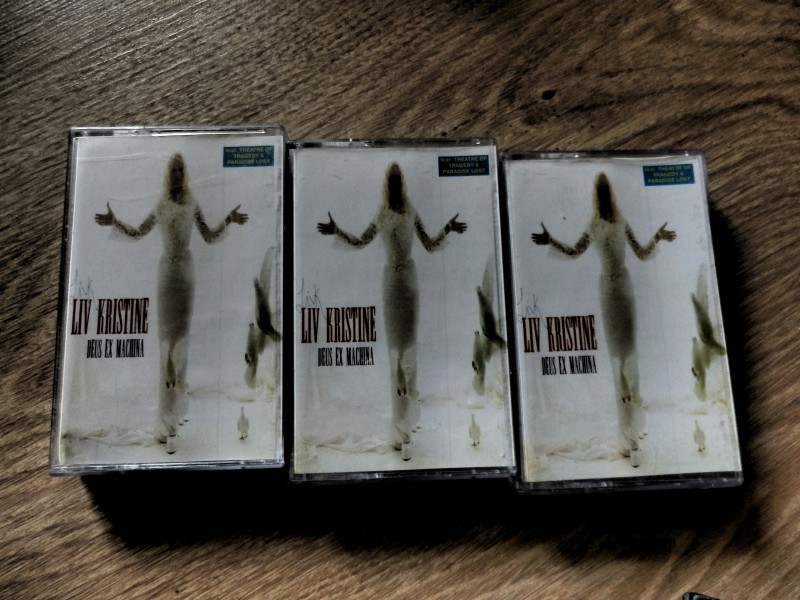 feat. THEATRE OF
TRAGEDY &
PARADISE LOST
LIV KRISTINE
DEUS EX MACHINA
feat. THEATRE OF
TRAGEDY &
PARADISE LOST
LIV KRISTINE
DEUS EX MACHINA
feat. THEATRE OF
TRAGEDY &
PARADISE LOST
LIV KRISTINE
DEUS EX MACHINA